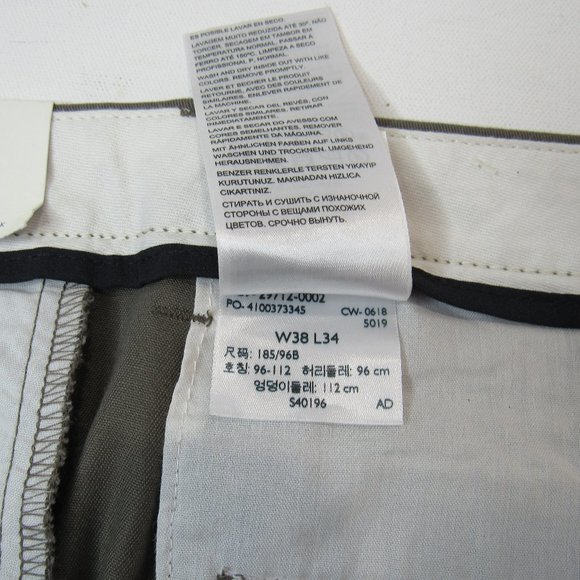 ES POSIBLE LAVAR EN SECO.
LAVAGEM MUITO REDUZIDA ATÉ 30°. NÃO
TORCER. SECAGEM EM TAMBOR EM
TEMPERATURA NORMAL. PASSAR A
FERRO ATÉ 150°C. LIMPEZA A SECO
PROFISSIONAL P. NORMAL.
WASH AND DRY INSIDE OUT WITH LIKE
COLORS. REMOVE PROMPTLY.
LAVER ET SECHER LE PRODUIT
RETOURNE, AVEC DES COULEURS
SIMILAIRES. ENLEVER RAPIDEMENT DE
LA MACHINE.
LAVAR Y SECAR DEL REVÉS, CON
COLORES SIMILARES. RETIRAR
INMEDIATAMENTE.
LAVAR E SECAR DO AVESSO COM
CORES SEMELHANTES. REMOVER
RÁPIDAMENTE DA MÁQUINA.
MIT ÄHNLICHEN FARBEN AUF LINKS
WASCHEN UND TROCKNEN. UMGEHEND
HERAUSNEHMEN.
BENZER RENKLERLE TERSTEN YIKAYIP
KURUTUNUZ. MAKINADAN HIZLICA
CIKARTINIZ.
СТИРАТЬ И СУШИТЬ С ИЗНАНОЧНОЙ
СТОРОНЫ С ВЕЩАМИ ПОХОЖИХ
ЦВЕТОВ. СРОЧНО ВЫНУТЬ.
29712-0002
PO- 4100373345 CW- 0618
5019
W38 L34
尺码: 185/96B
호칭: 96-112 허리둘레: 96 cm
엉덩이둘레: 112 cm
S40196 AD